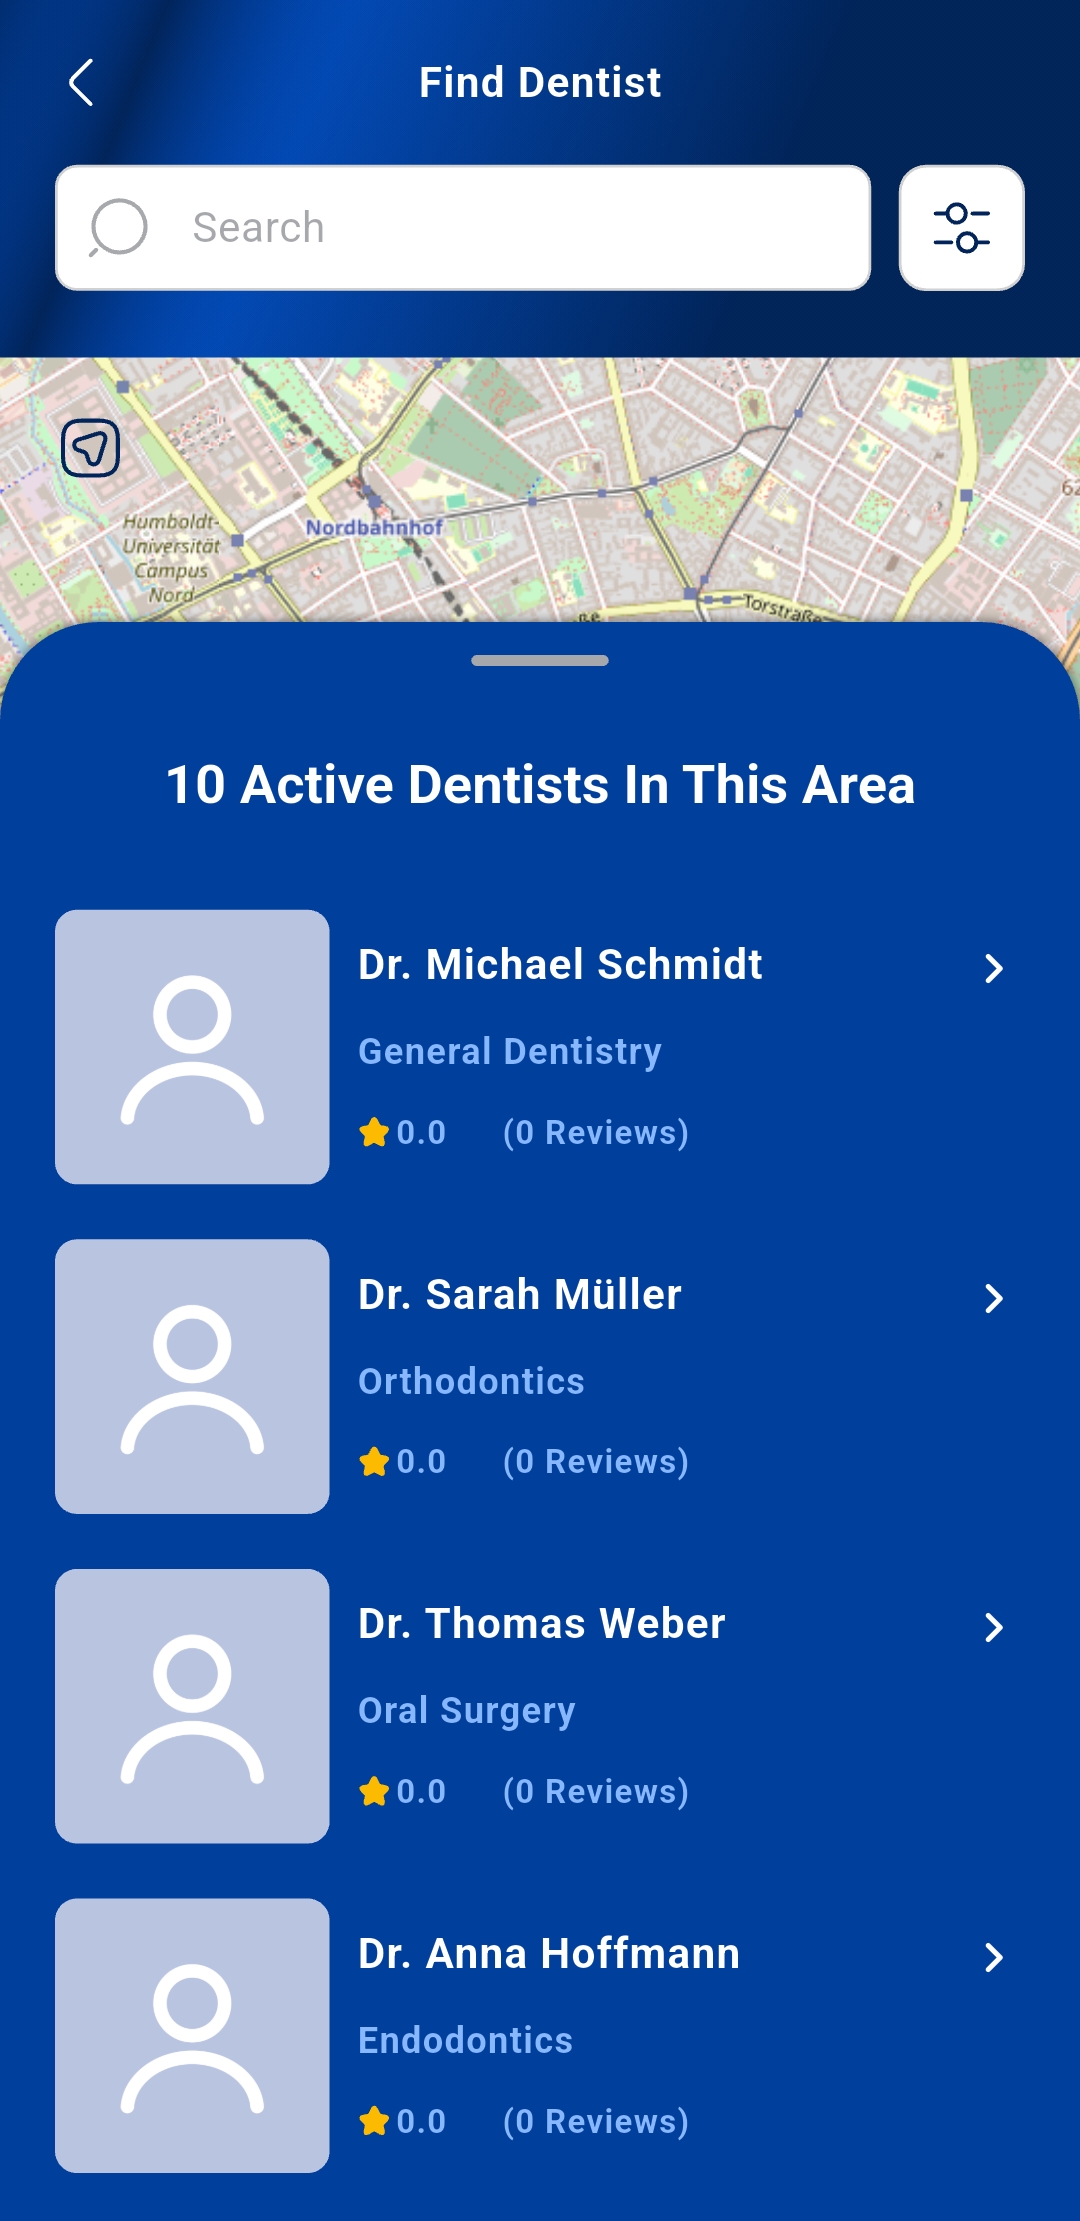 Find Dentist
Search
Humboldt-
Universität
Campus
Nord
Nordbahnhof
Torstraße
10 Active Dentists In This Area
Dr. Michael Schmidt
General Dentistry
0.0 (0 Reviews)
Dr. Sarah Müller
Orthodontics
0.0 (0 Reviews)
Dr. Thomas Weber
Oral Surgery
0.0 (0 Reviews)
Dr. Anna Hoffmann
Endodontics
0.0 (0 Reviews)